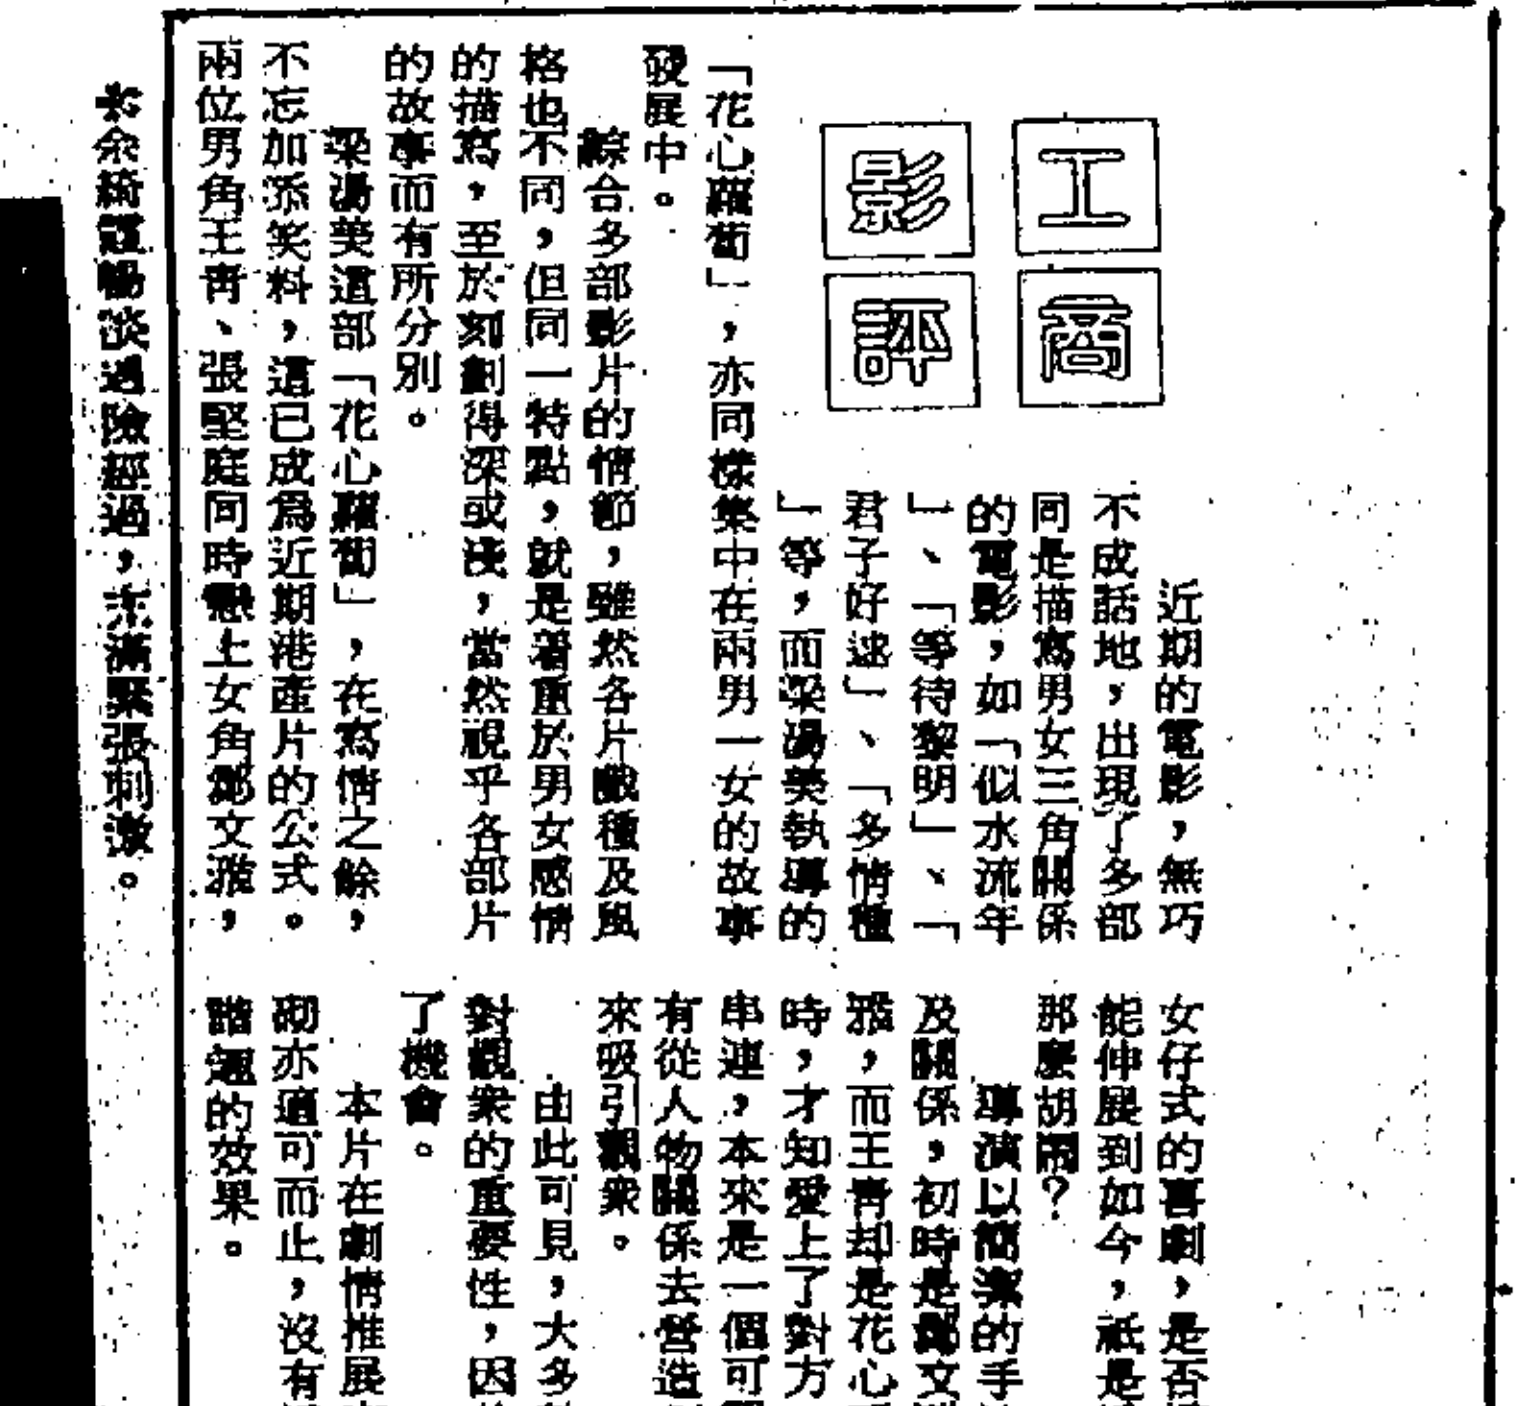 工商
影評
近期的電影，無巧
不成話地，出現了多部
同是描寫男女三角關係
的電影，如「似水流年
」、「等待黎明」、「
君子好逑」、「多情種
」等，而梁湯美執導的
「花心蘿蔔」，亦同樣集中在兩男一女的故事
發展中。
綜合多部影片的情節，雖然各片戲種及風
格也不同，但同一特點，就是着重於男女感情
的描寫，至於刻劃得深或淺，當然視乎各部片
的故事而有所分別。
梁湯美這部「花心蘿蔔」，在寫情之餘，
不忘加添笑料，這已成爲近期港產片的公式。
兩位男角王青、張堅庭同時戀上女角鄭文雅，
女仔式的喜劇，是否
能伸展到如今，祇是
那麼胡鬧？
導演以簡潔的手
及關係，初時是鄭文
雅，而王青却是花心
時，才知愛上了對方
串連，本來是一個可
有從人物關係去營造
來吸引觀衆。
由此可見，大多
對觀衆的重要性，因
了機會。
本片在劇情推展
砌亦適可而止，沒有
諧趣的效果。
余綺霞暢談遇險經過，充滿緊張刺激。